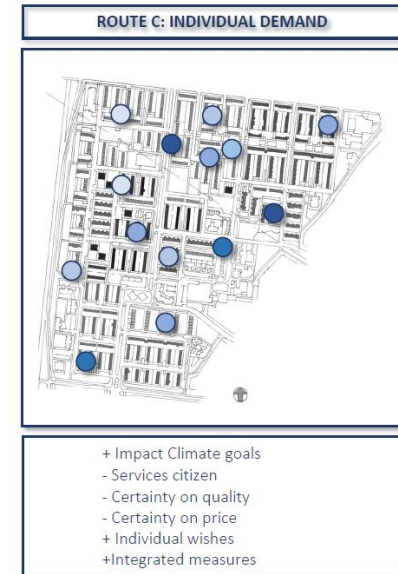 ROUTE C: INDIVIDUAL DEMAND
+ Impact Climate goals
- Services citizen
- Certainty on quality
- Certainty on price
+ Individual wishes
+Integrated measures